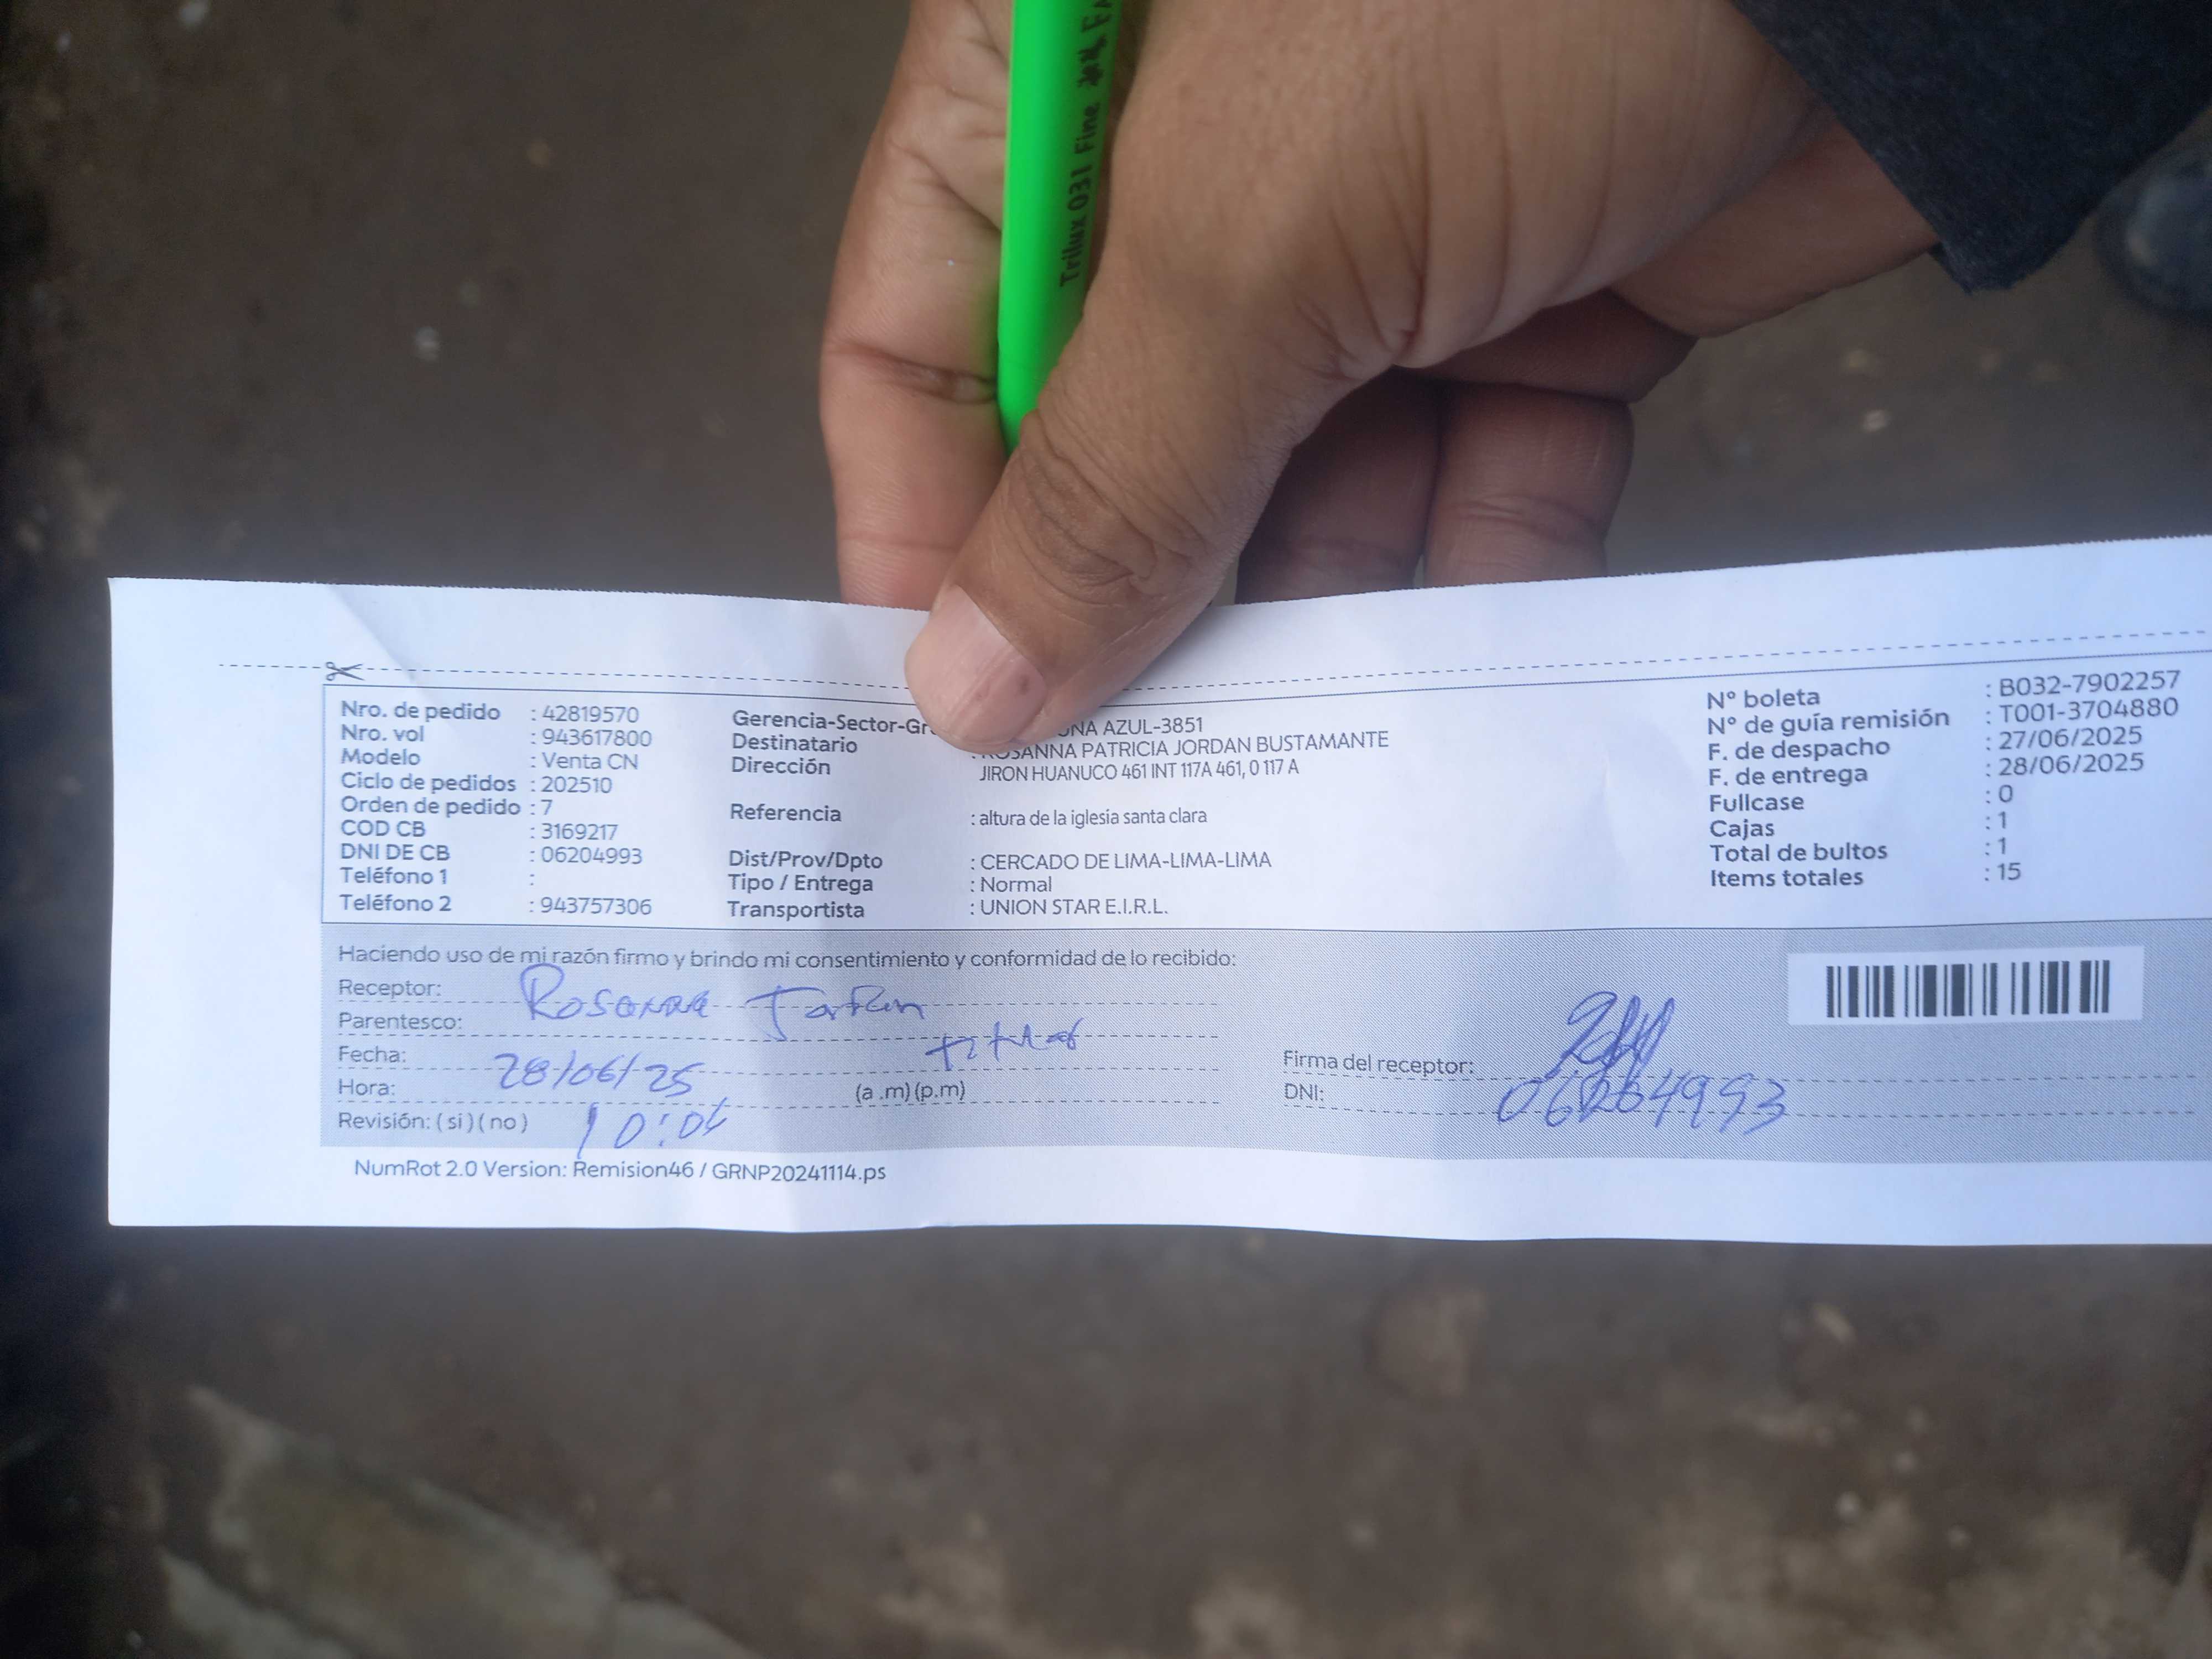 Trilux 031 Fine
Nro. de pedido : 42819570
Nro. vol : 943617800
Modelo : Venta CN
Ciclo de pedidos : 202510
Orden de pedido : 7
COD CB : 3169217
DNI DE CB : 06204993
Teléfono 1 :
Teléfono 2 : 943757306
Gerencia-Sector-Gr AZUL-3851
Destinatario : ROSANNA PATRICIA JORDAN BUSTAMANTE
Dirección JIRON HUANUCO 461 INT 117A 461, 0 117 A
Referencia : altura de la iglesia santa clara
Dist/Prov/Dpto : CERCADO DE LIMA-LIMA-LIMA
Tipo / Entrega : Normal
Transportista : UNION STAR E.I.R.L.
N° boleta : B032-7902257
N° de guía remisión : T001-3704880
F. de despacho : 27/06/2025
F. de entrega : 28/06/2025
Fullcase : 0
Cajas : 1
Total de bultos : 1
Items totales : 15
Haciendo uso de mi razón firmo y brindo mi consentimiento y conformidad de lo recibido:
Receptor: Rosanna
Parentesco: titular
Fecha: 28/06/25
Hora: (a .m) (p.m)
Revisión: ( si ) ( no )
Firma del receptor:
DNI:
NumRot 2.0 Version: Remision46 / GRNP20241114.ps